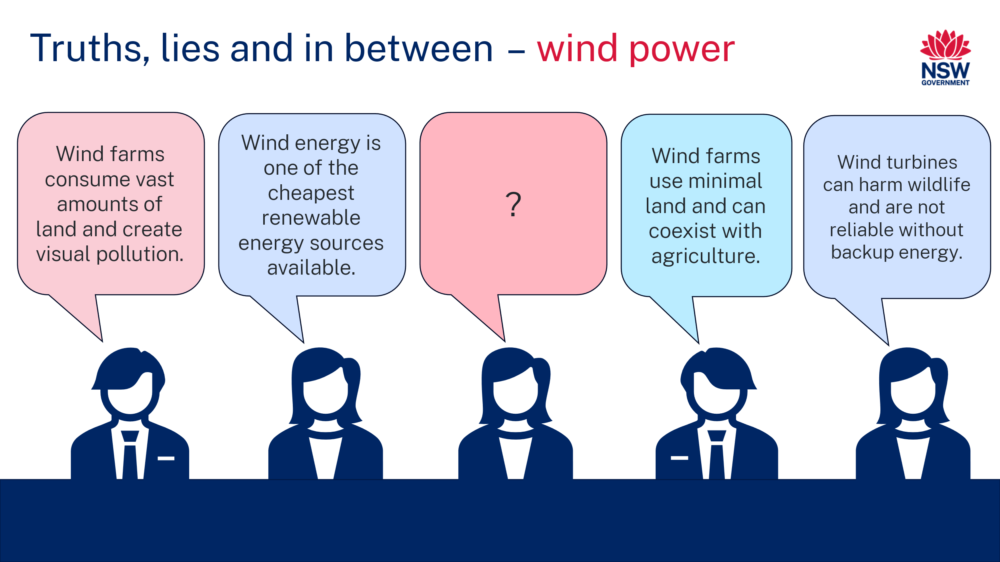 Truths, lies and in between – wind power
NSW
GOVERNMENT
Wind farms
consume vast
amounts of
land and create
visual pollution.
Wind energy is
one of the
cheapest
renewable
energy sources
available.
?
Wind farms
use minimal
land and can
coexist with
agriculture.
Wind turbines
can harm wildlife
and are not
reliable without
backup energy.